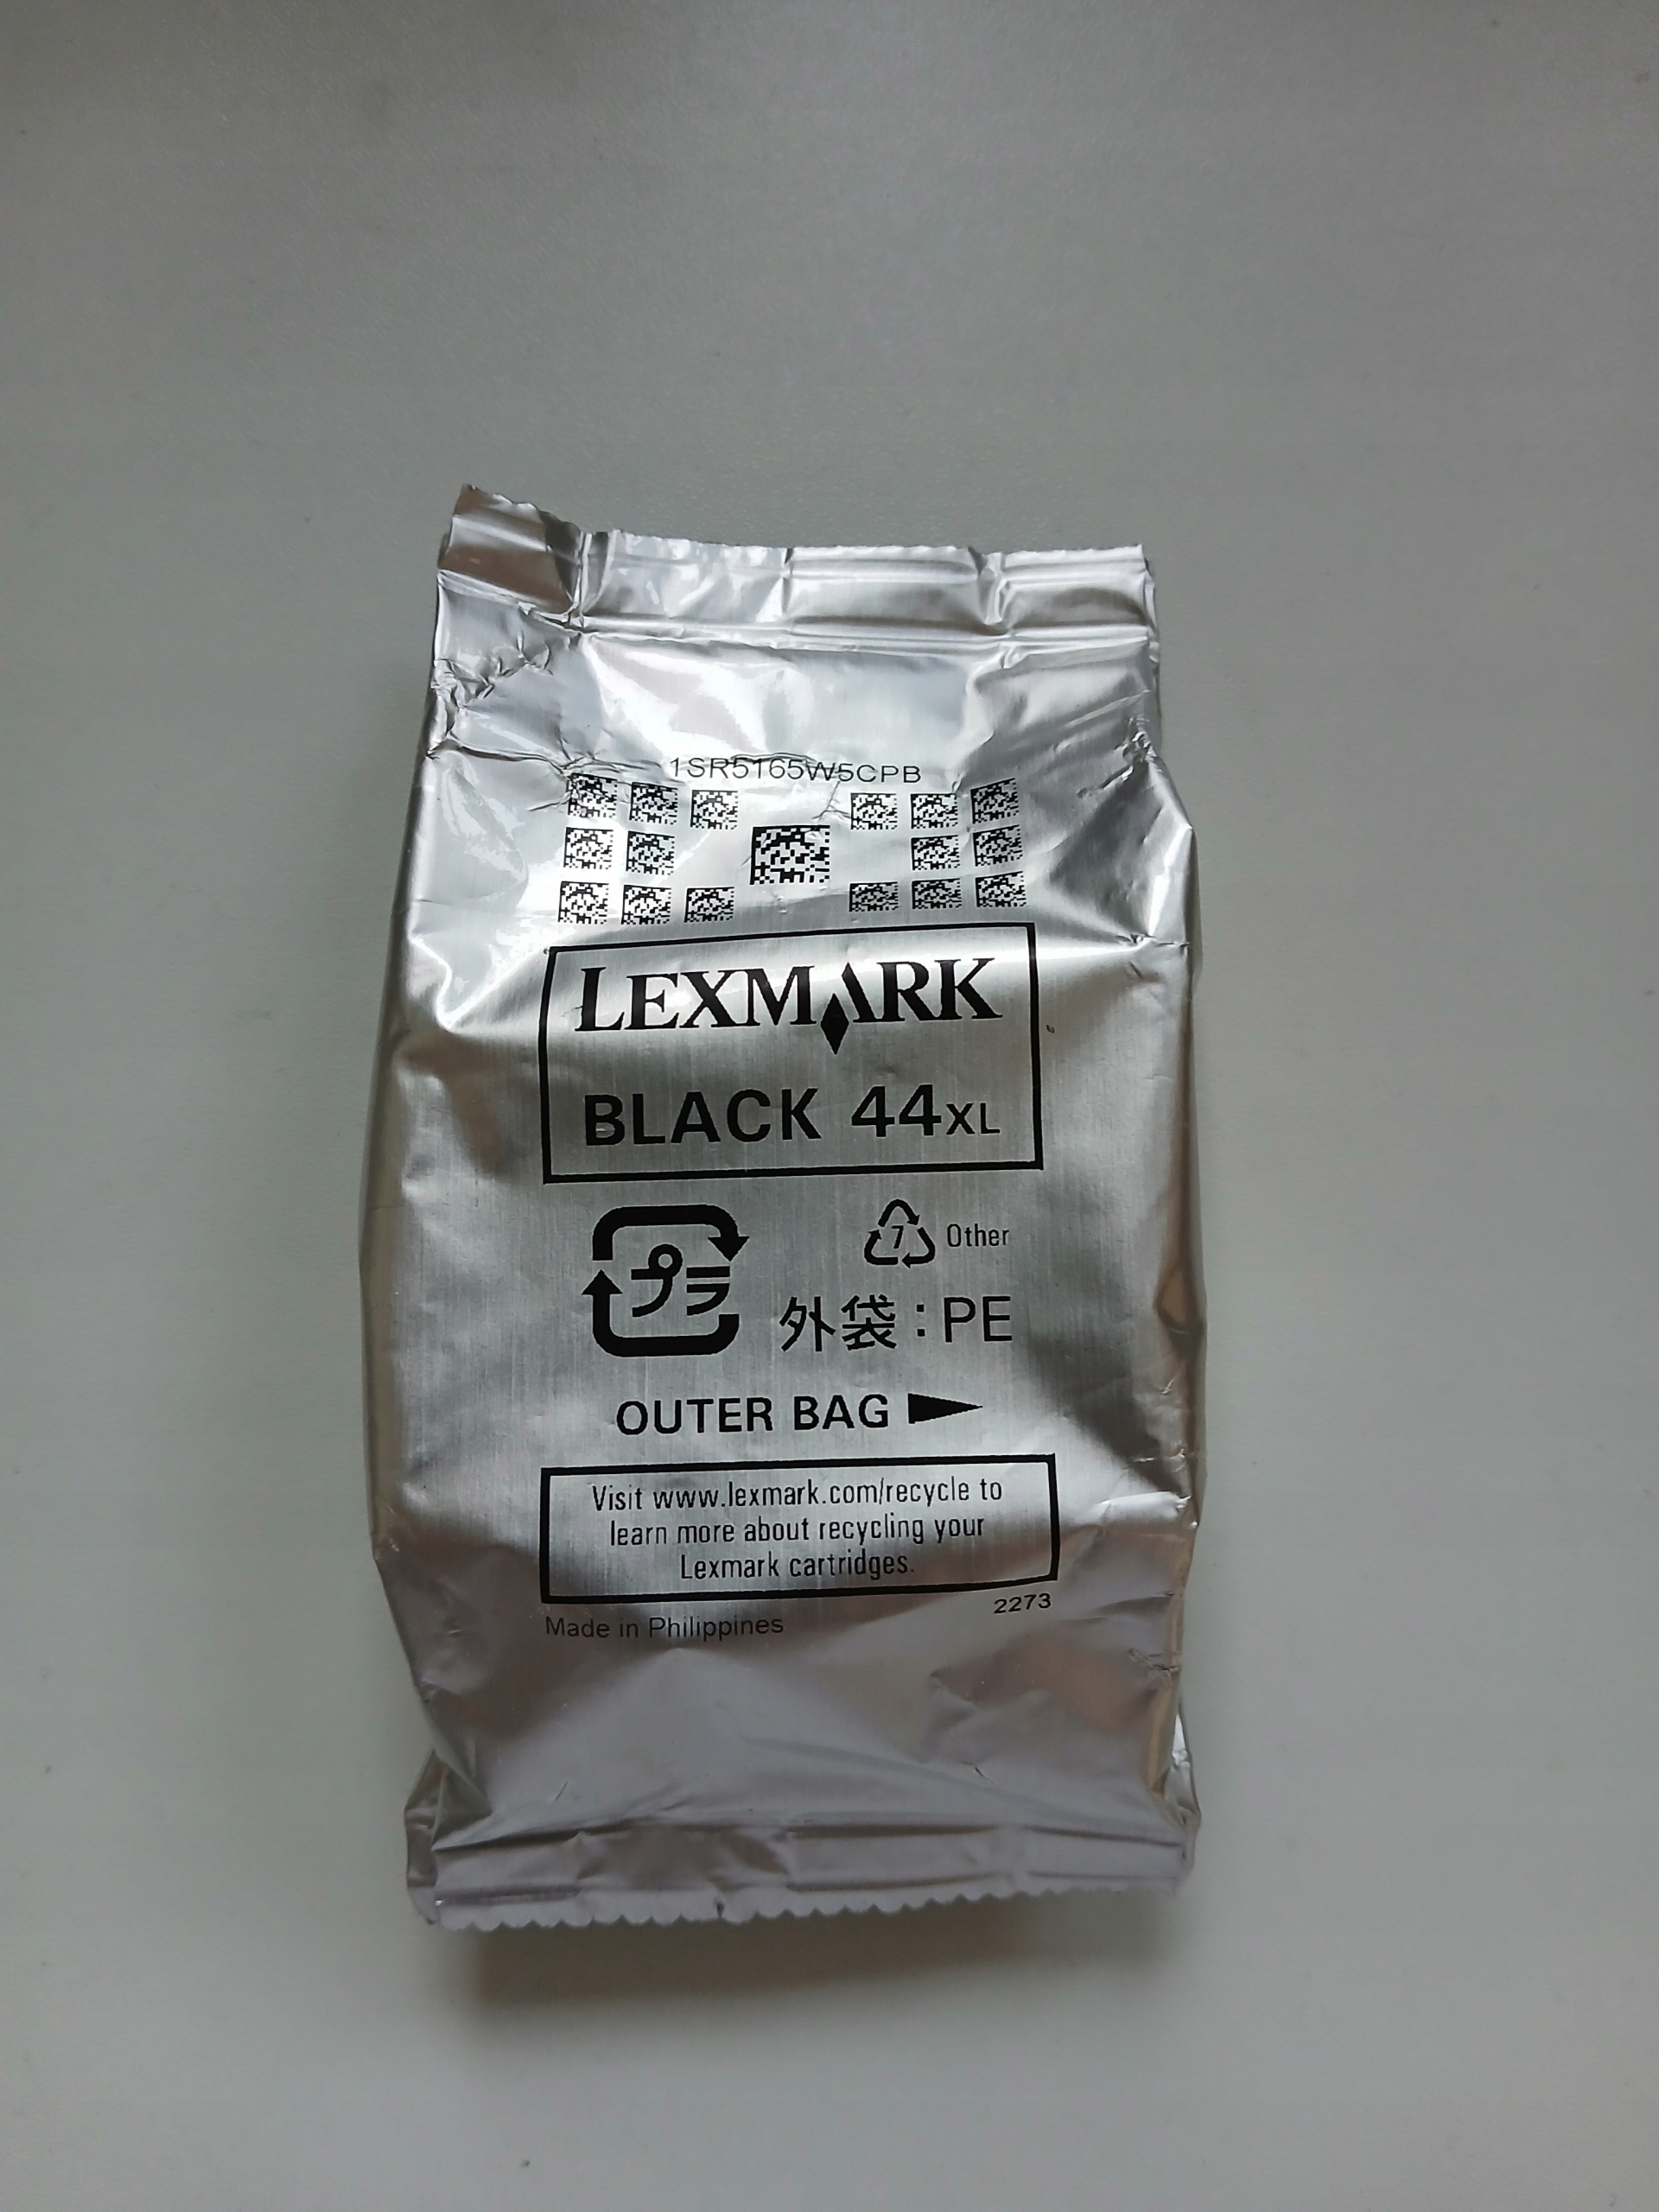 1SR5165W5CPB
LEXMARK
BLACK 44XL
プラ
7 Other
外袋：PE
OUTER BAG
Visit www.lexmark.com/recycle to
learn more about recycling your
Lexmark cartridges.
2273
Made in Philippines